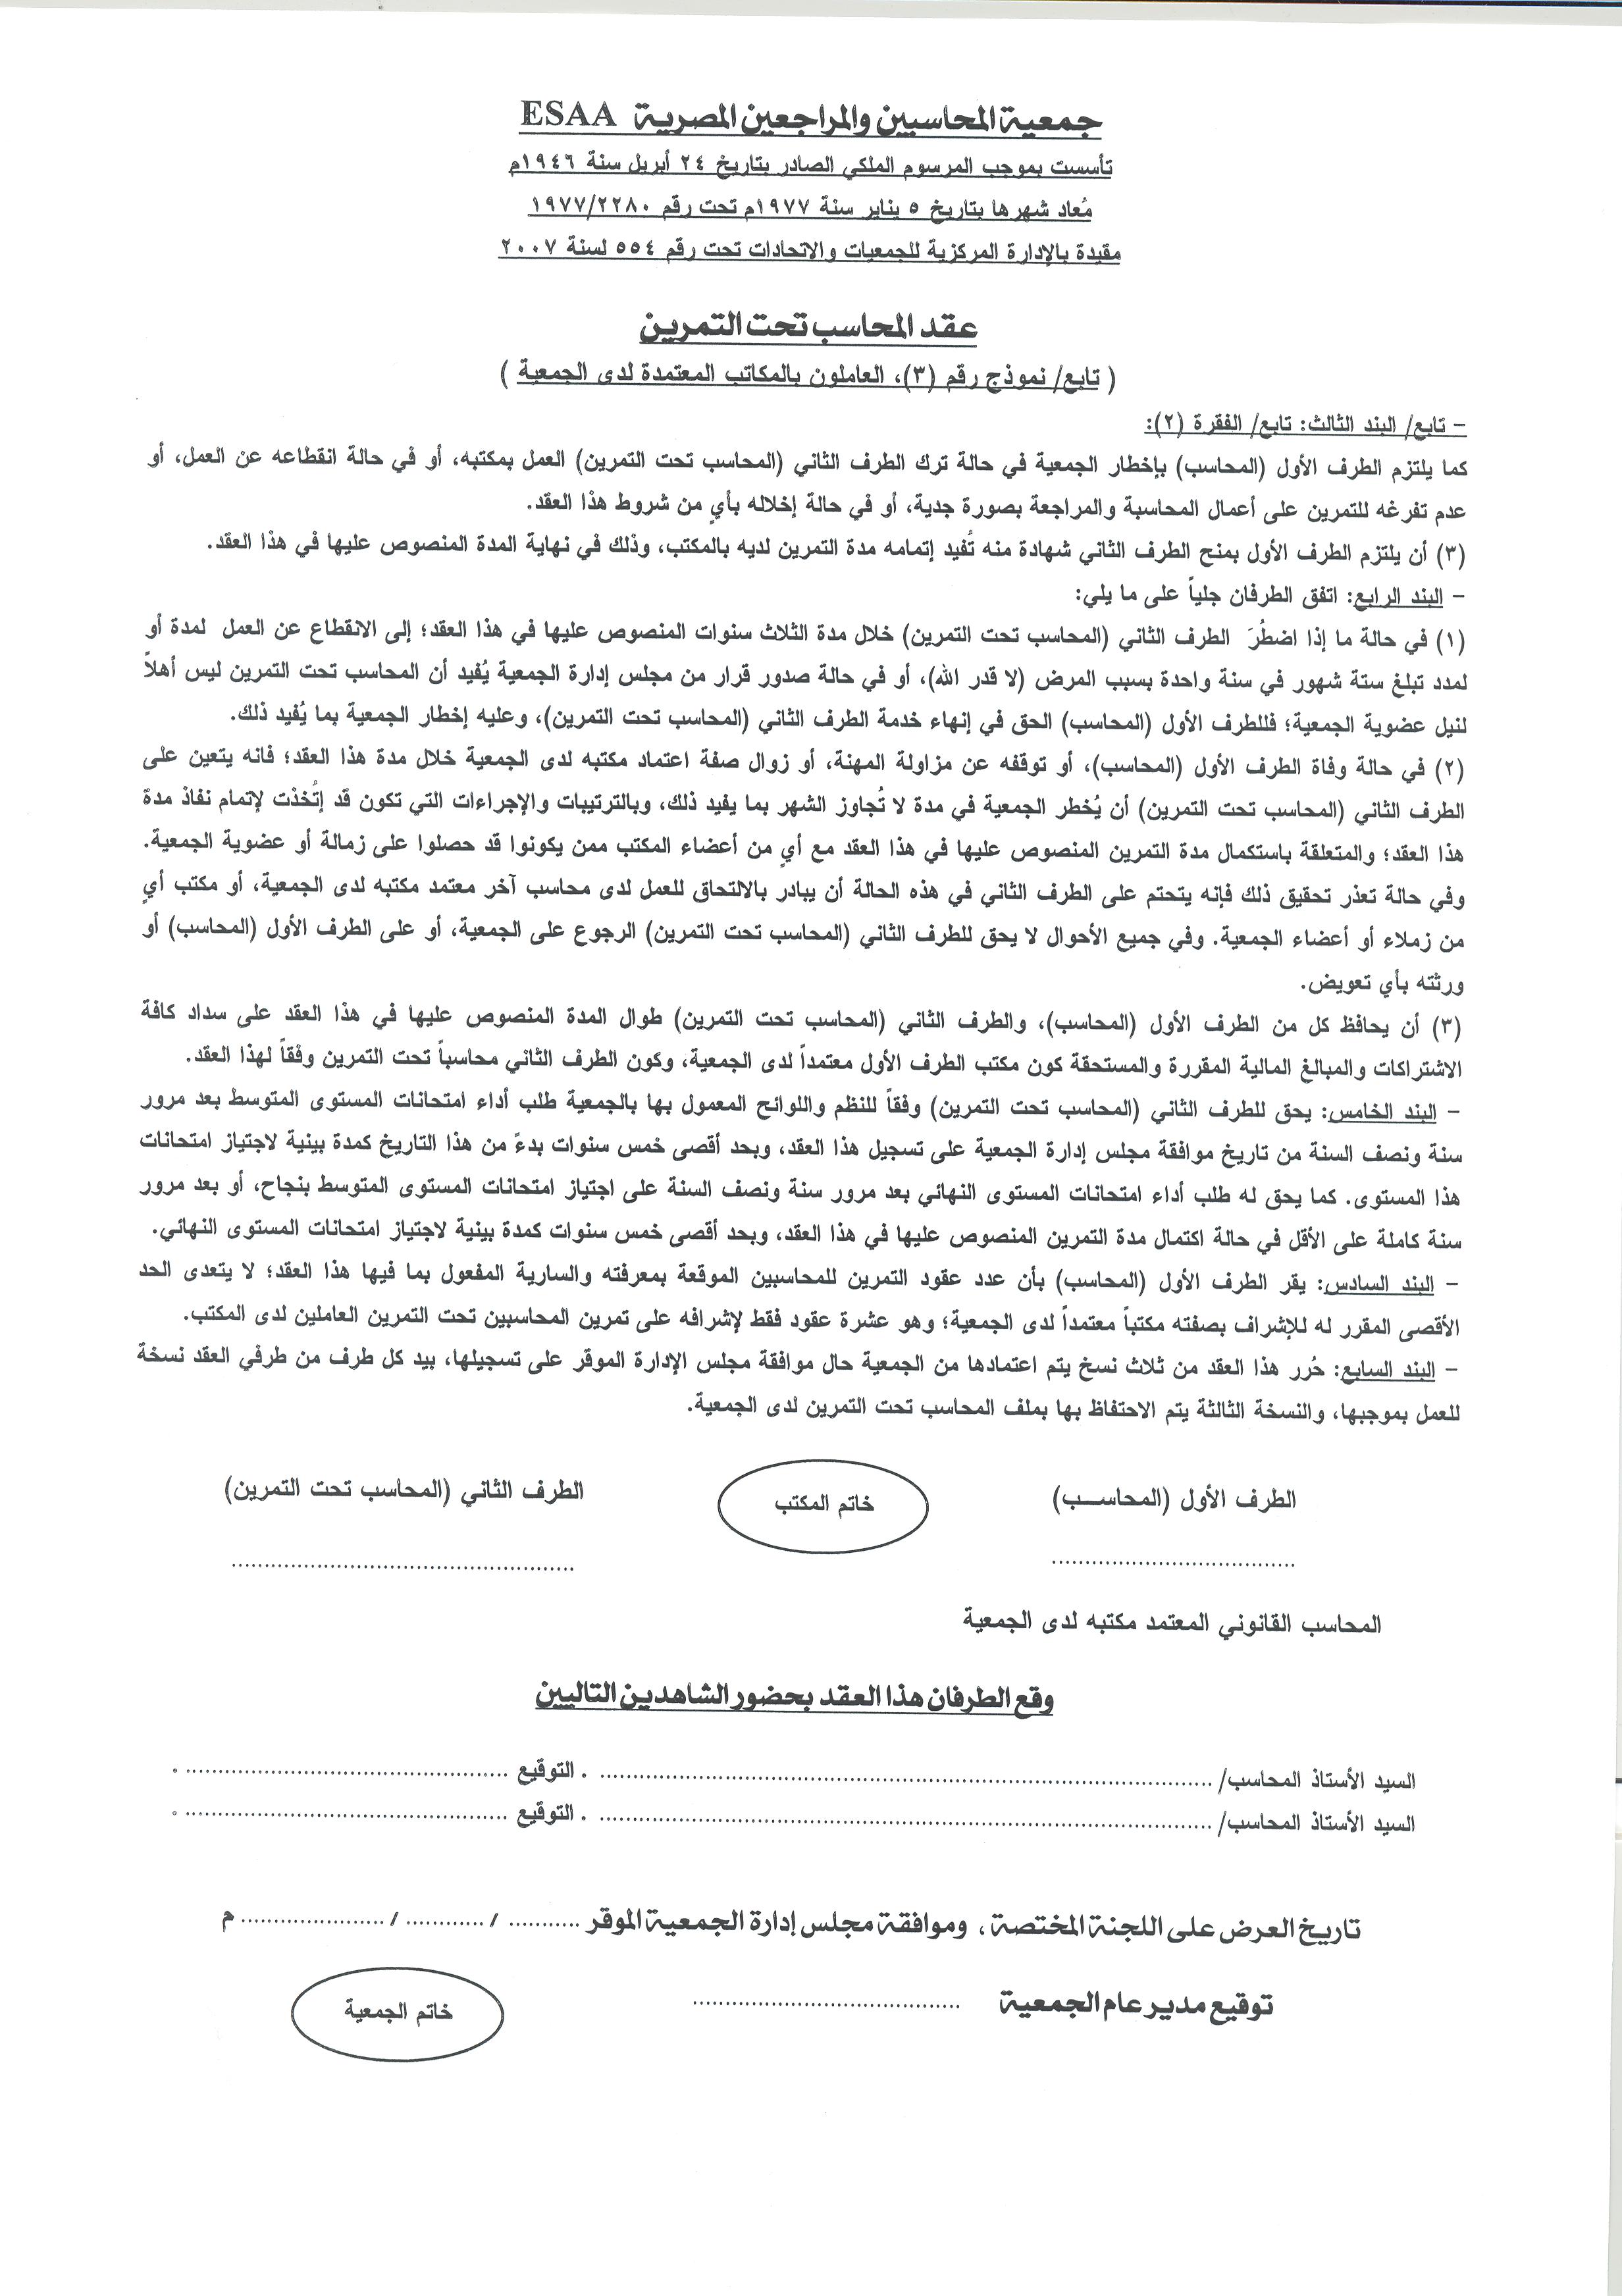 جمعية المحاسبين والمراجعين المصرية ESAA
تأسست بموجب المرسوم الملكي الصادر بتاريخ ٢٤ أبريل سنة ١٩٤٦م
مُعاد شهرها بتاريخ ٥ يناير سنة ١٩٧٧م تحت رقم ١٩٧٧/٢٢٨٠
مقيدة بالإدارة المركزية للجمعيات والاتحادات تحت رقم ٥٥٤ لسنة ٢٠٠٧
عقد المحاسب تحت التمرين
( تابع/ نموذج رقم (٣)، العاملون بالمكاتب المعتمدة لدى الجمعية )
– تابع/ البند الثالث: تابع/ الفقرة (٢):
كما يلتزم الطرف الأول (المحاسب) بإخطار الجمعية في حالة ترك الطرف الثاني (المحاسب تحت التمرين) العمل بمكتبه، أو في حالة انقطاعه عن العمل، أو
عدم تفرغه للتمرين على أعمال المحاسبة والمراجعة بصورة جدية، أو في حالة إخلاله بأيٍ من شروط هذا العقد.
(٣) أن يلتزم الطرف الأول بمنح الطرف الثاني شهادة منه تُفيد إتمامه مدة التمرين لديه بالمكتب، وذلك في نهاية المدة المنصوص عليها في هذا العقد.
– البند الرابع: اتفق الطرفان جلياً على ما يلي:
(١) في حالة ما إذا اضطُرَ الطرف الثاني (المحاسب تحت التمرين) خلال مدة الثلاث سنوات المنصوص عليها في هذا العقد؛ إلى الانقطاع عن العمل لمدة أو
لمدد تبلغ ستة شهور في سنة واحدة بسبب المرض (لا قدر الله)، أو في حالة صدور قرار من مجلس إدارة الجمعية يُفيد أن المحاسب تحت التمرين ليس أهلاً
لنيل عضوية الجمعية؛ فللطرف الأول (المحاسب) الحق في إنهاء خدمة الطرف الثاني (المحاسب تحت التمرين)، وعليه إخطار الجمعية بما يُفيد ذلك.
(٢) في حالة وفاة الطرف الأول (المحاسب)، أو توقفه عن مزاولة المهنة، أو زوال صفة اعتماد مكتبه لدى الجمعية خلال مدة هذا العقد؛ فانه يتعين على
الطرف الثاني (المحاسب تحت التمرين) أن يُخطر الجمعية في مدة لا تُجاوز الشهر بما يفيد ذلك، وبالترتيبات والإجراءات التي تكون قد إتُخذت لإتمام نفاذ مدة
هذا العقد؛ والمتعلقة باستكمال مدة التمرين المنصوص عليها في هذا العقد مع أيٍ من أعضاء المكتب ممن يكونوا قد حصلوا على زمالة أو عضوية الجمعية.
وفي حالة تعذر تحقيق ذلك فإنه يتحتم على الطرف الثاني في هذه الحالة أن يبادر بالالتحاق للعمل لدى محاسب آخر معتمد مكتبه لدى الجمعية، أو مكتب أيٍ
من زملاء أو أعضاء الجمعية. وفي جميع الأحوال لا يحق للطرف الثاني (المحاسب تحت التمرين) الرجوع على الجمعية، أو على الطرف الأول (المحاسب) أو
ورثته بأي تعويض.
(٣) أن يحافظ كل من الطرف الأول (المحاسب)، والطرف الثاني (المحاسب تحت التمرين) طوال المدة المنصوص عليها في هذا العقد على سداد كافة
الاشتراكات والمبالغ المالية المقررة والمستحقة كون مكتب الطرف الأول معتمداً لدى الجمعية، وكون الطرف الثاني محاسباً تحت التمرين وفقاً لهذا العقد.
– البند الخامس: يحق للطرف الثاني (المحاسب تحت التمرين) وفقاً للنظم واللوائح المعمول بها بالجمعية طلب أداء امتحانات المستوى المتوسط بعد مرور
سنة ونصف السنة من تاريخ موافقة مجلس إدارة الجمعية على تسجيل هذا العقد، وبحد أقصى خمس سنوات بدءً من هذا التاريخ كمدة بينية لاجتياز امتحانات
هذا المستوى. كما يحق له طلب أداء امتحانات المستوى النهائي بعد مرور سنة ونصف السنة على اجتياز امتحانات المستوى المتوسط بنجاح، أو بعد مرور
سنة كاملة على الأقل في حالة اكتمال مدة التمرين المنصوص عليها في هذا العقد، وبحد أقصى خمس سنوات كمدة بينية لاجتياز امتحانات المستوى النهائي.
– البند السادس: يقر الطرف الأول (المحاسب) بأن عدد عقود التمرين للمحاسبين الموقعة بمعرفته والسارية المفعول بما فيها هذا العقد؛ لا يتعدى الحد
الأقصى المقرر له للإشراف بصفته مكتباً معتمداً لدى الجمعية؛ وهو عشرة عقود فقط لإشرافه على تمرين المحاسبين تحت التمرين العاملين لدى المكتب.
– البند السابع: حُرر هذا العقد من ثلاث نسخ يتم اعتمادها من الجمعية حال موافقة مجلس الإدارة الموقر على تسجيلها، بيد كل طرف من طرفي العقد نسخة
للعمل بموجبها، والنسخة الثالثة يتم الاحتفاظ بها بملف المحاسب تحت التمرين لدى الجمعية.
الطرف الأول (المحاســب) خاتم المكتب الطرف الثاني (المحاسب تحت التمرين)
..................................... .....................................................
المحاسب القانوني المعتمد مكتبه لدى الجمعية
وقع الطرفان هذا العقد بحضور الشاهدين التاليين
السيد الأستاذ المحاسب/ ............................................................ . التوقيع .................................................. .
السيد الأستاذ المحاسب/ ............................................................ . التوقيع .................................................. .
تاريخ العرض على اللجنة المختصة، وموافقة مجلس إدارة الجمعية الموقر ........... / ............ / ...................... م
توقيع مدير عام الجمعية ......................................... خاتم الجمعية